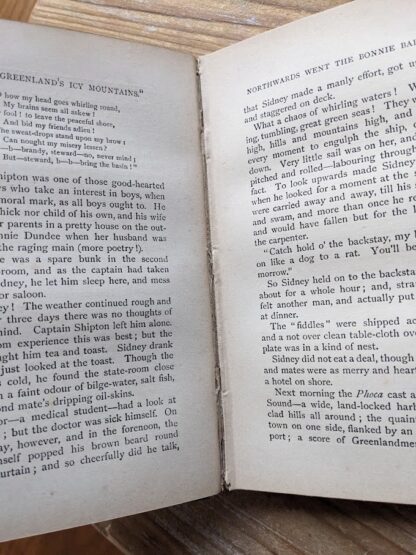 GREENLAND'S ICY MOUNTAINS."
how my head goes whirling round,
My brains seem all askew!
fool! to leave the peaceful shore,
And bid my friends adieu!
The sweat-drops stand upon my brow;
Can nought my misery lessen?
b—b—brandy, steward—no, never mind!
But—steward, b—b—bring the basin!"
hipton was one of those good-hearted
ys who take an interest in boys, when
moral mark, as all boys ought to. He
hick nor child of his own, and his wife
r parents in a pretty house on the out-
nnie Dundee when her husband was
the raging main (more poetry!).
e was a spare bunk in the second
-room, and as the captain had taken
dney, he let him sleep here, and mess
or saloon.
y! The weather continued rough and
r three days there was no thoughts of
mind. Captain Shipton left him alone.
om experience this was best; but the
ught him tea and toast. Sidney drank
just looked at the toast. Though the
s cold, he found the state-room close
n a faint odour of bilge-water, salt fish,
ond mate's dripping oil-skins.
or—a medical student—had a look at
; but the doctor was sick himself. On
ay, however, and in the forenoon, the
mself popped his brown beard round
urtain; and so cheerfully did he talk,
NORTHWARDS WENT THE BONNIE BAR
that Sidney made a manly effort, got u
and staggered on deck.
What a chaos of whirling waters! W
ing, tumbling, great green seas! They
high, hills and mountains high, and
every moment to engulph the ship,
down. Very little sail was on her, an
pitched and rolled—labouring through
fact. To look upwards made Sidney
when he looked for a moment at the s
were carried away and away, till his
and swam, and more than once he r
and would have fallen but for the
the carpenter.
"Catch hold o' the backstay, my
on like a dog to a rat. You'll be
morrow."
So Sidney held on to the backsta
about for a whole hour; and, stran
felt another man, and actually put
at dinner.
The "fiddles" were shipped ac
and a not over clean table-cloth ov
plate was in a kind of nest.
Sidney did not eat a deal, though
and mates were as merry and hear
a hotel on shore.
Next morning the Phoca cast a
Sound—a wide, land-locked harb
clad hills all around; the quaint
town on one side, flanked by an
port; a score of Greenlandmen